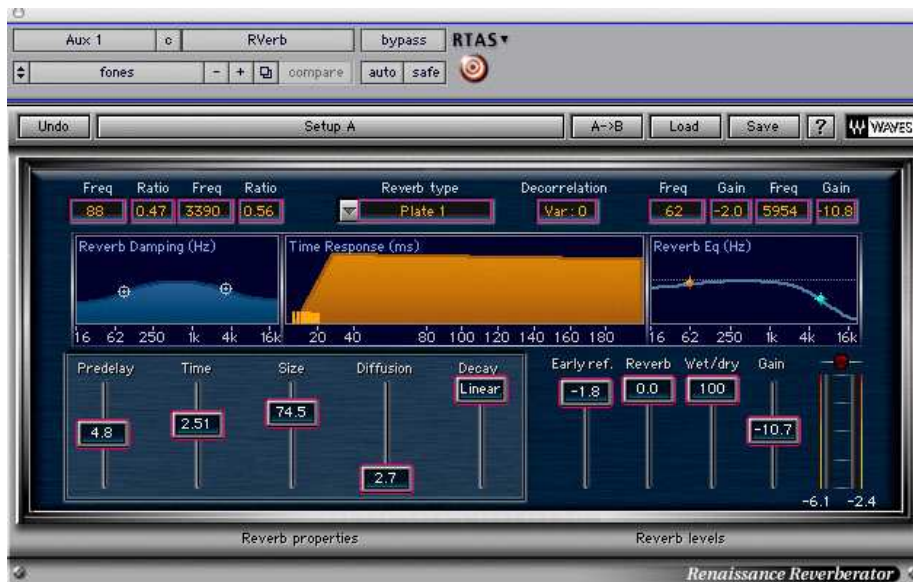 Aux 1 c RVerb bypass RTAS
fones - + compare auto safe
Undo Setup A A->B Load Save ? WAVES
Freq Ratio Freq Ratio Reverb type Decorrelation Freq Gain Freq Gain
88 0.47 3390 0.56 Plate 1 Var : 0 62 -2.0 5954 -10.8
Reverb Damping (Hz) Time Response (ms) Reverb Eq (Hz)
16 62 250 1k 4k 16k 20 40 80 100 120 140 160 180 16 62 250 1k 4k 16k
Predelay Time Size Diffusion Decay Early ref. Reverb Wet/dry Gain
Linear -1.8 0.0 100
74.5
4.8 2.51 -10.7
2.7
-6.1 -2.4
Reverb properties Reverb levels
Renaissance Reverberator